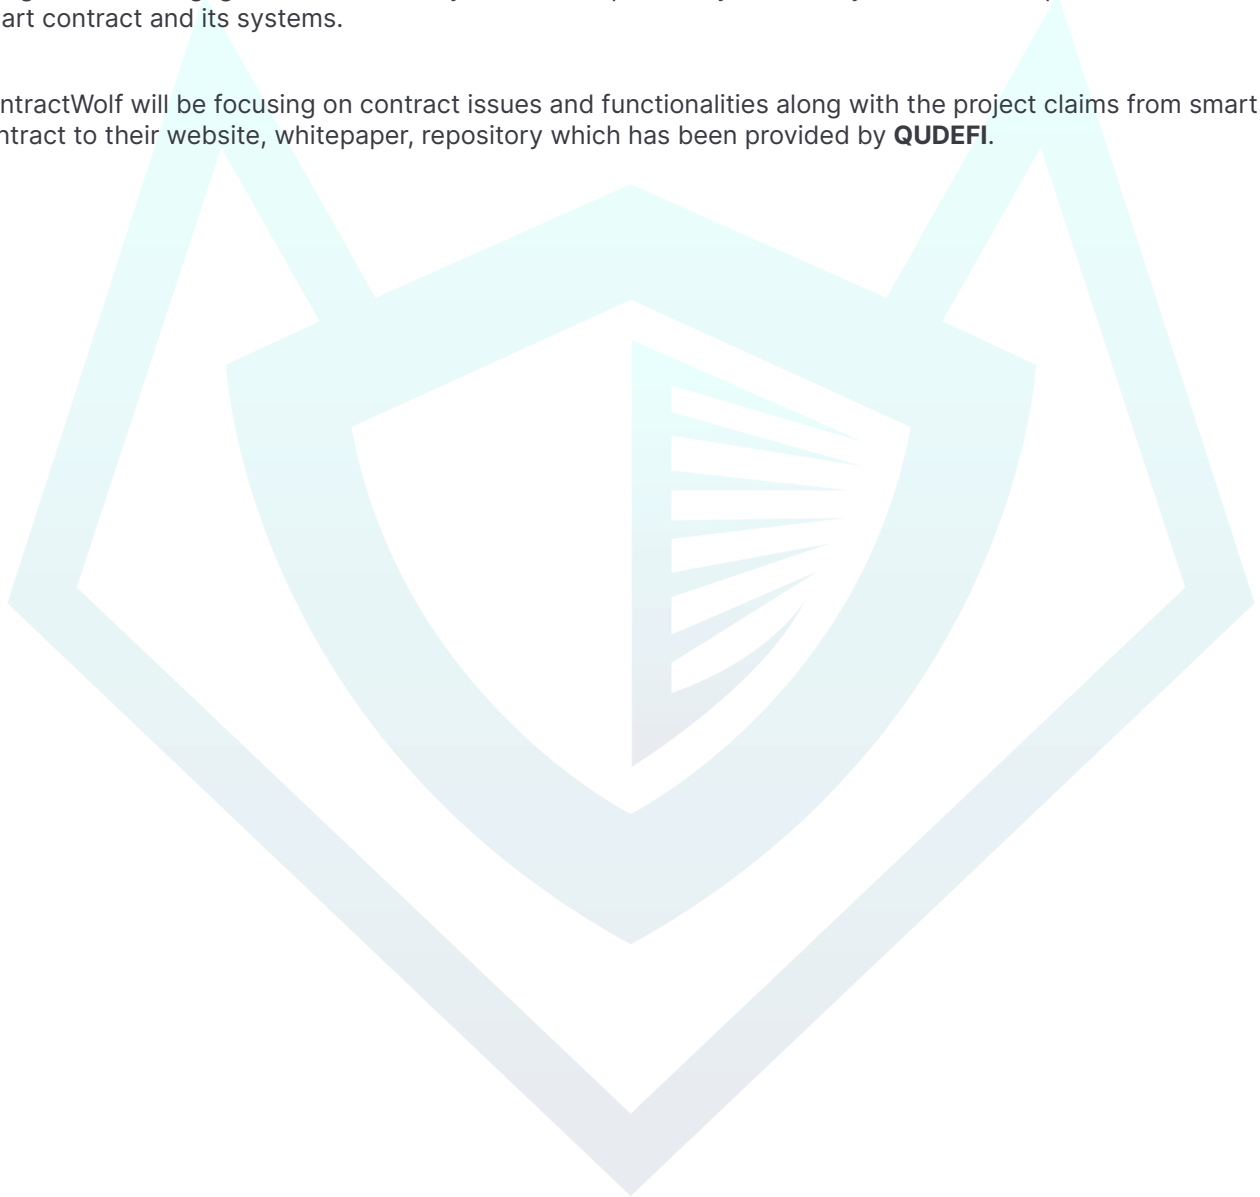 art contract and its systems.
ntractWolf will be focusing on contract issues and functionalities along with the project claims from smart
ntract to their website, whitepaper, repository which has been provided by QUDEFI.